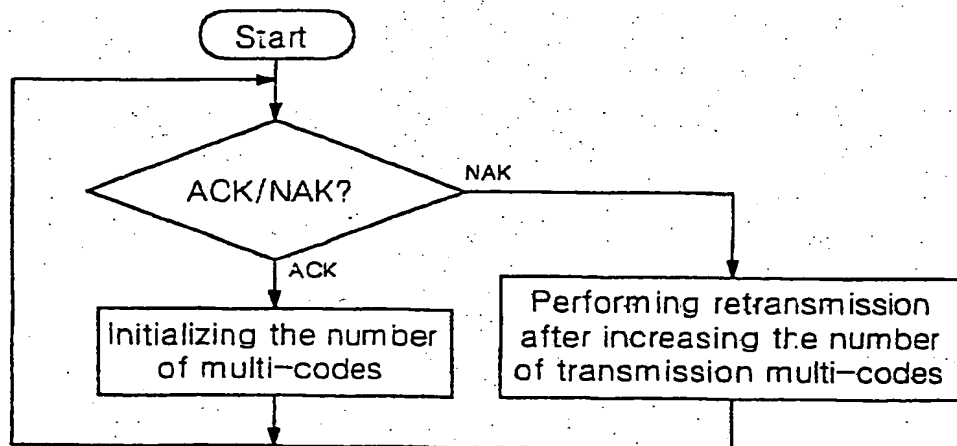 Start
ACK/NAK?
NAK
ACK
Initializing the number
of multi-codes
Performing retransmission
after increasing the number
of transmission multi-codes